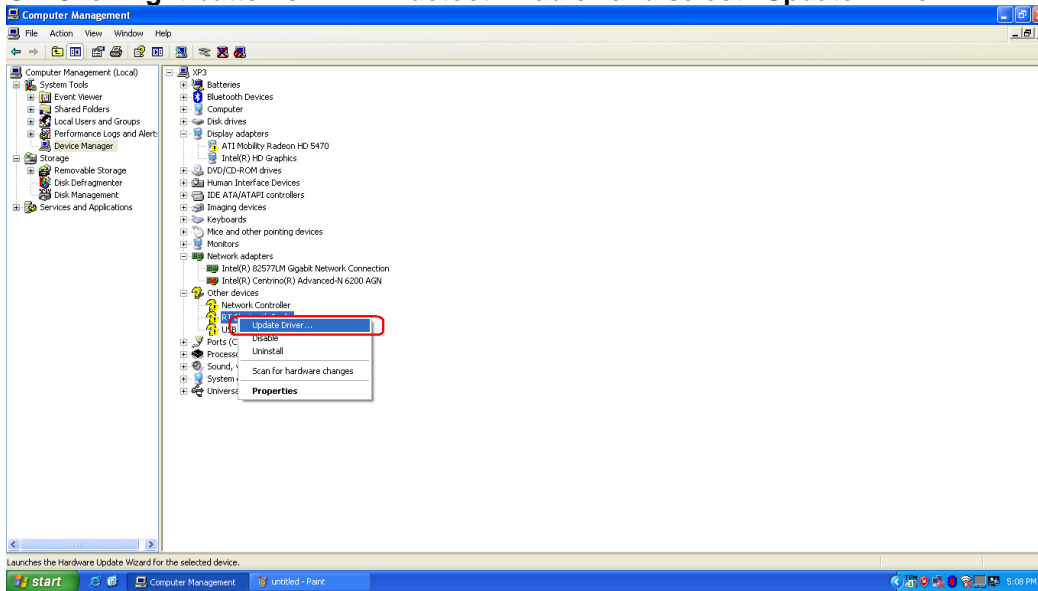 Computer Management
File Action View Window Help
Computer Management (Local)
System Tools
Event Viewer
Shared Folders
Local Users and Groups
Performance Logs and Alert
Device Manager
Storage
Removable Storage
Disk Defragmenter
Disk Management
Services and Applications
XP3
Batteries
Bluetooth Devices
Computer
Disk drives
Display adapters
ATI Mobility Radeon HD 5470
Intel(R) HD Graphics
DVD/CD-ROM drives
Human Interface Devices
IDE ATA/ATAPI controllers
Imaging devices
Keyboards
Mice and other pointing devices
Monitors
Network adapters
Intel(R) 82577LM Gigabit Network Connection
Intel(R) Centrino(R) Advanced-N 6200 AGN
Other devices
Network Controller
USB
Ports (C
Process
Sound, v
System
Universa
Update Driver...
Disable
Uninstall
Scan for hardware changes
Properties
Launches the Hardware Update Wizard for the selected device.
start
Computer Management
untitled - Paint
5:08 PM